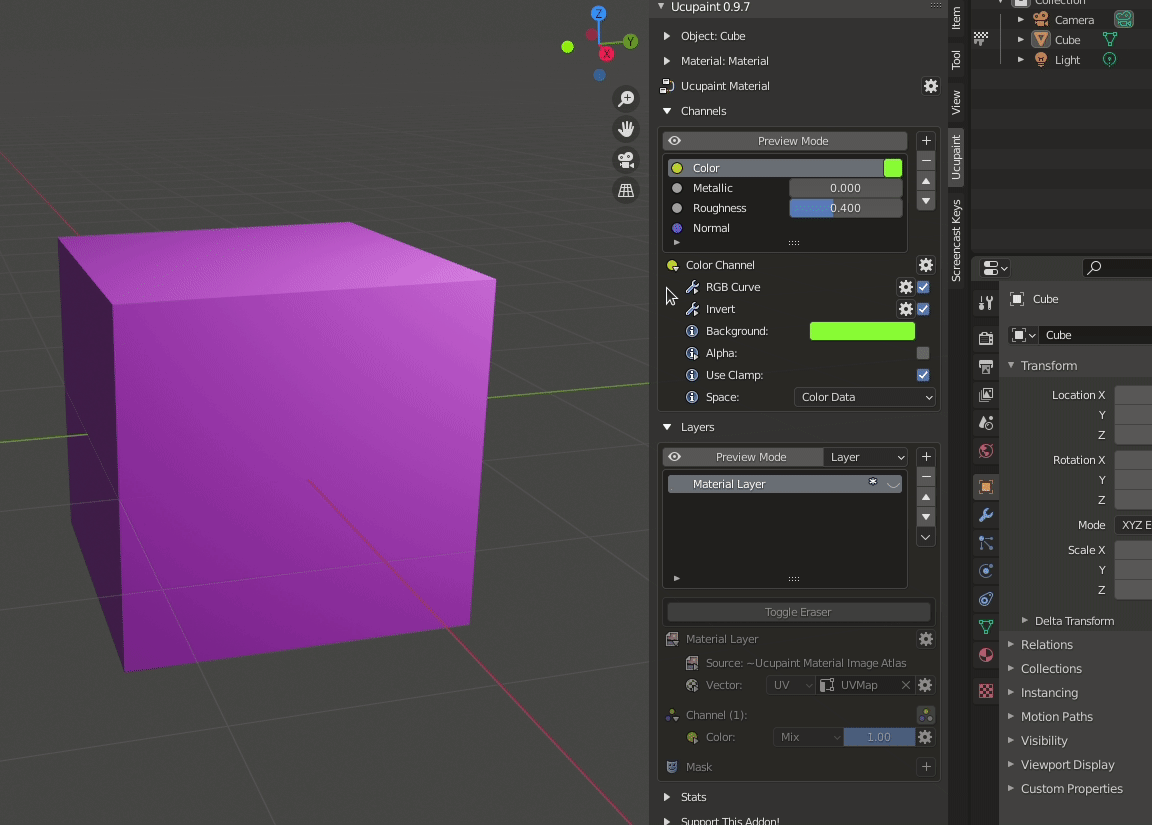 Ucupaint 0.9.7
Object: Cube
Material: Material
Ucupaint Material
Channels
Preview Mode
Color
Metallic 0.000
Roughness 0.400
Normal
Color Channel
RGB Curve
Invert
Background:
Alpha:
Use Clamp:
Space: Color Data
Layers
Preview Mode Layer
Material Layer
Toggle Eraser
Material Layer
Source: ~Ucupaint Material Image Atlas
Vector: UV UVMap
Channel (1):
Color: Mix 1.00
Mask
Stats
Support This Addon!
Z
Y
X
Item
Tool
View
Ucupaint
Screencast Keys
Collection
Camera
Cube
Light
Cube
Cube
Transform
Location X
Y
Z
Rotation X
Y
Z
Mode XYZ E
Scale X
Y
Z
Delta Transform
Relations
Collections
Instancing
Motion Paths
Visibility
Viewport Display
Custom Properties